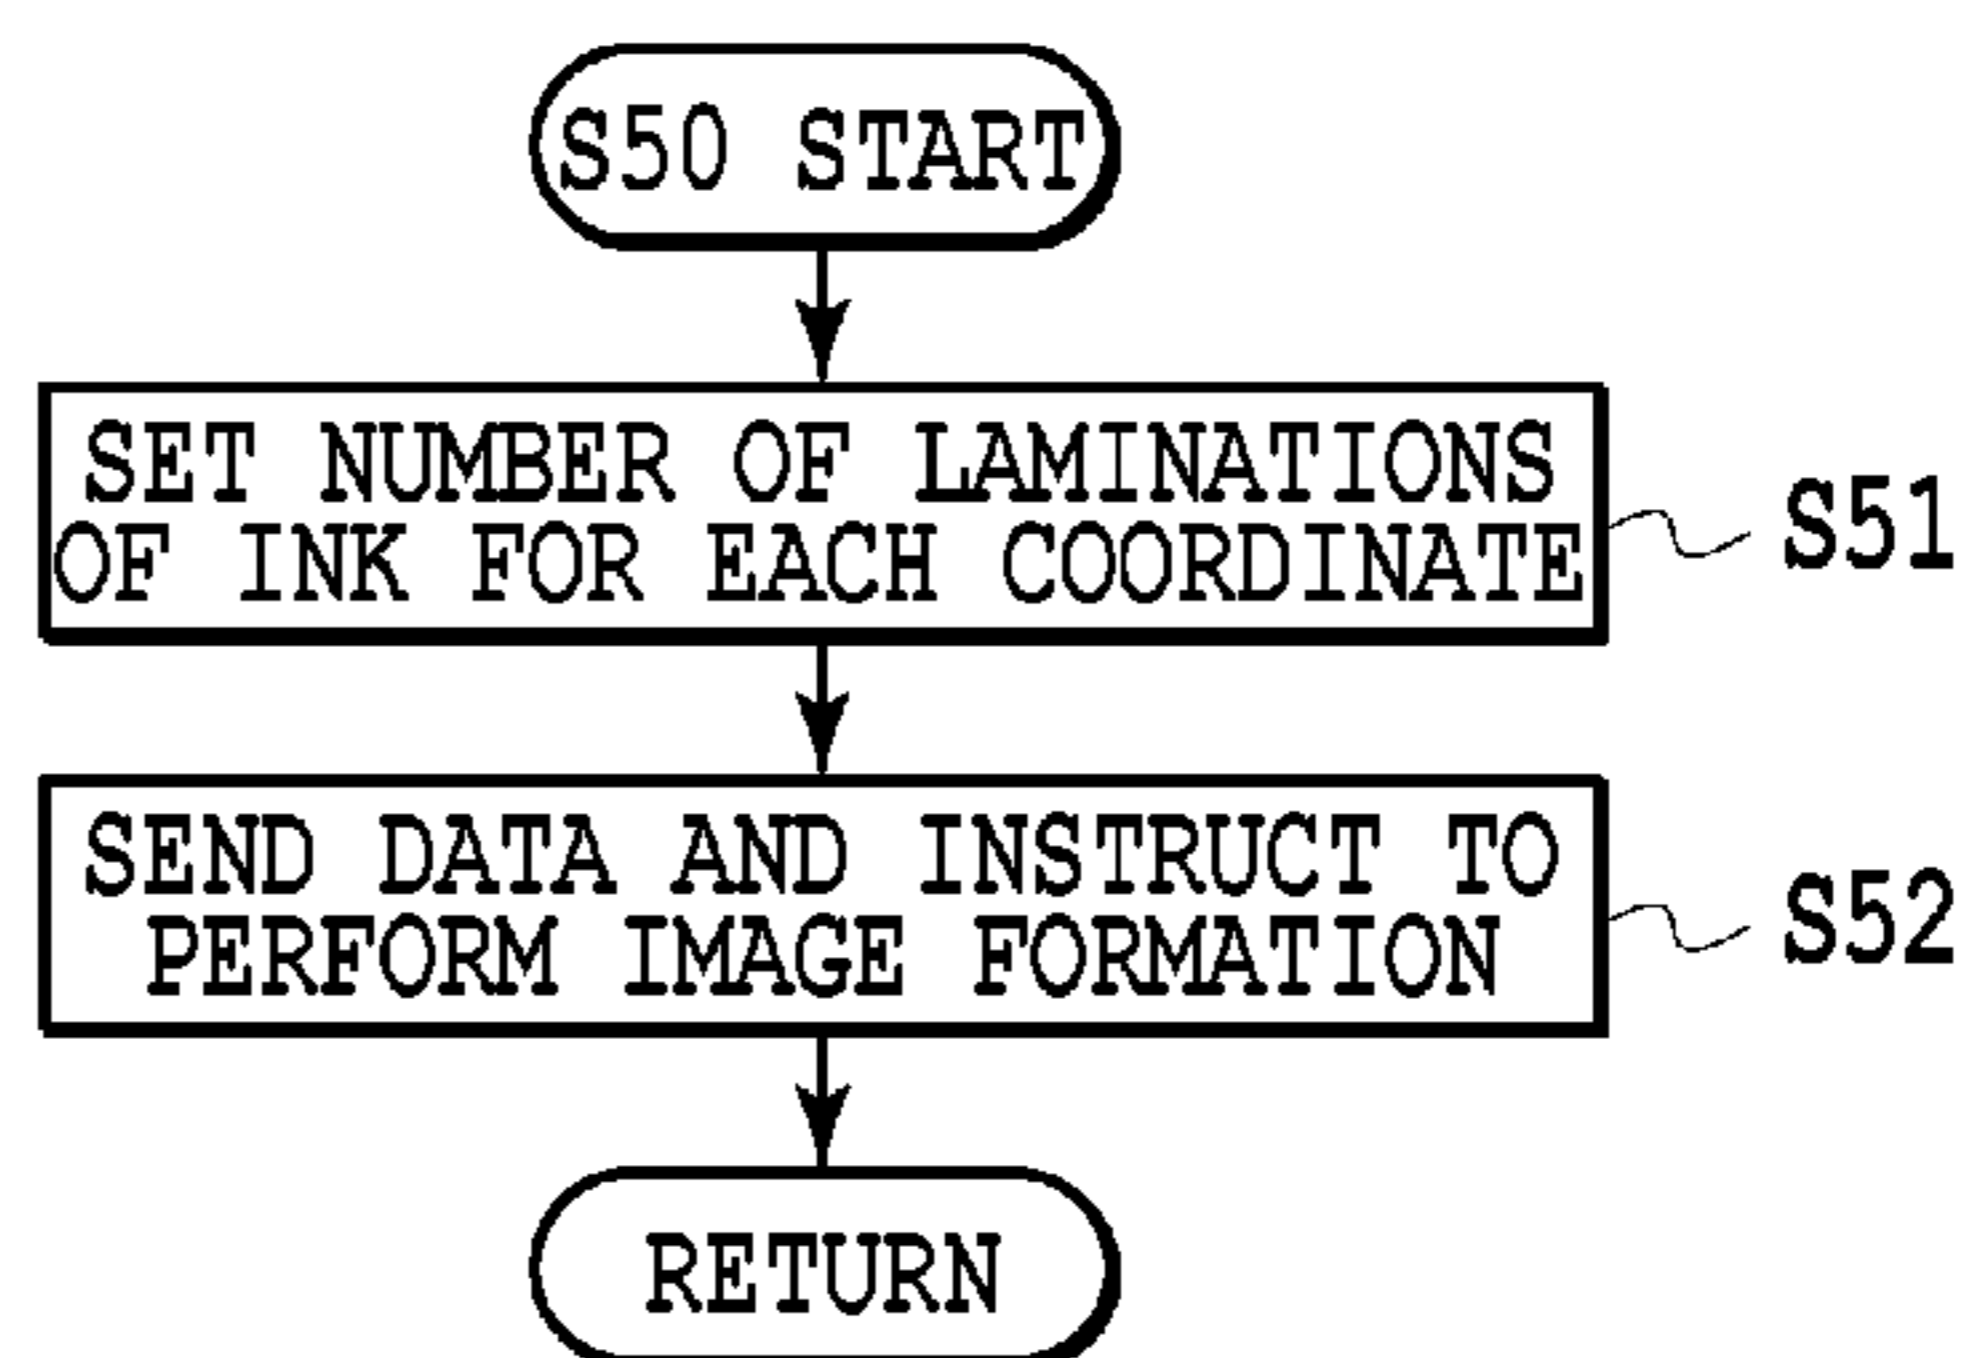 S50 START
SET NUMBER OF LAMINATIONS
OF INK FOR EACH COORDINATE
S51
SEND DATA AND INSTRUCT TO
PERFORM IMAGE FORMATION
S52
RETURN